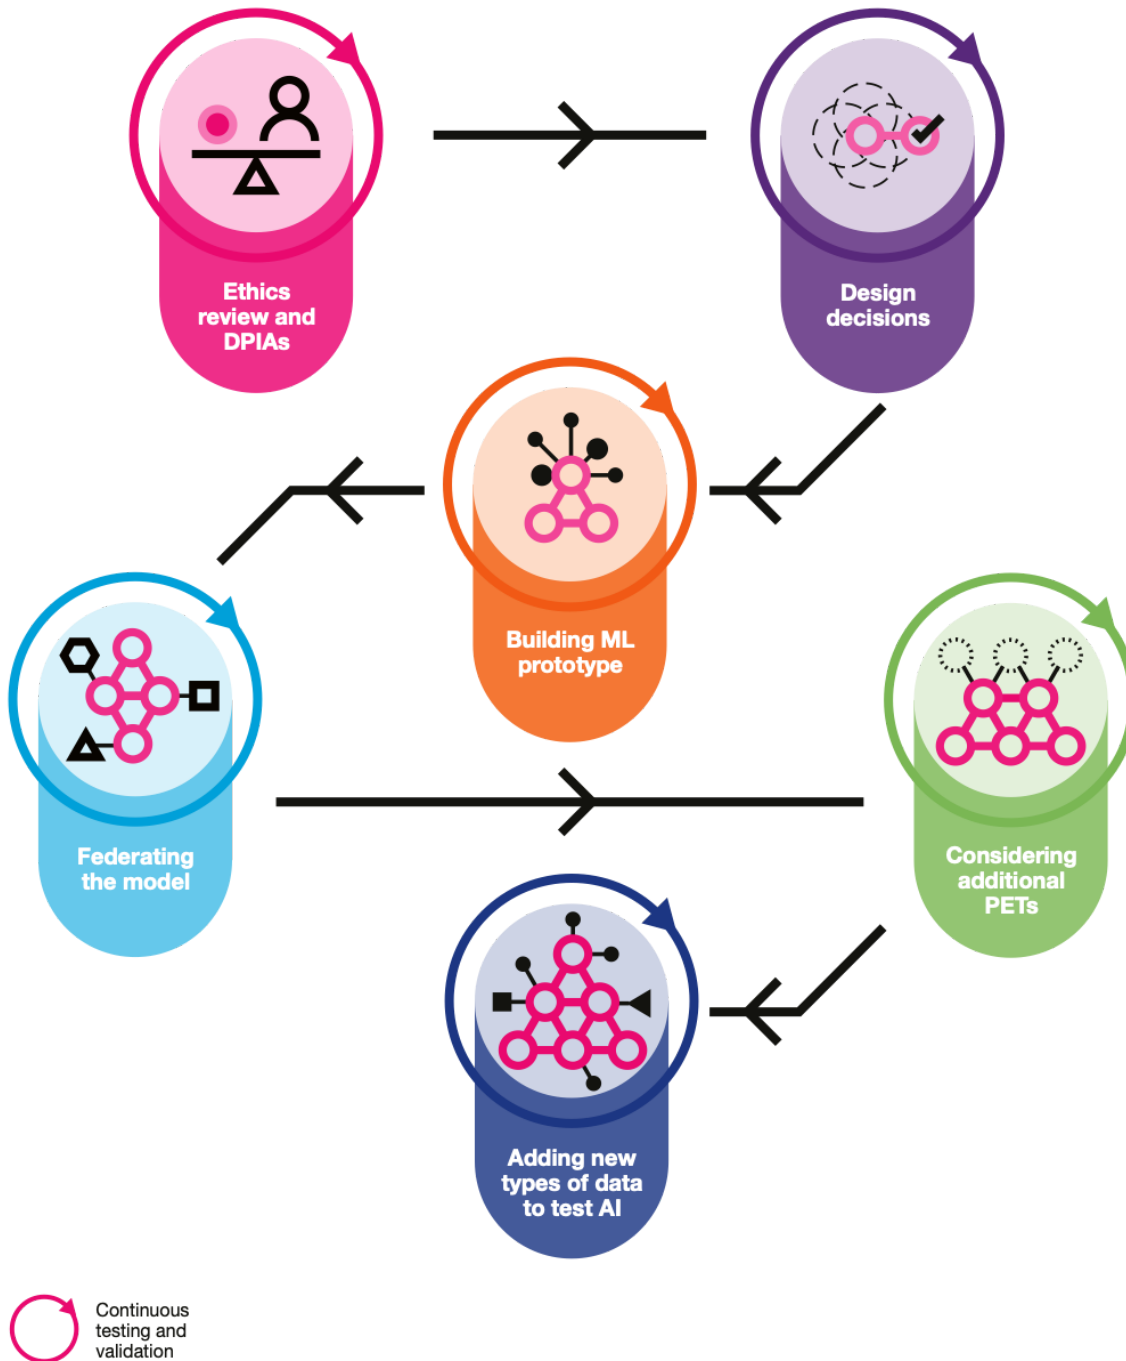 Ethics
review and
DPIAs
Design
decisions
Building ML
prototype
Federating
the model
Considering
additional
PETs
Adding new
types of data
to test AI
Continuous
testing and
validation